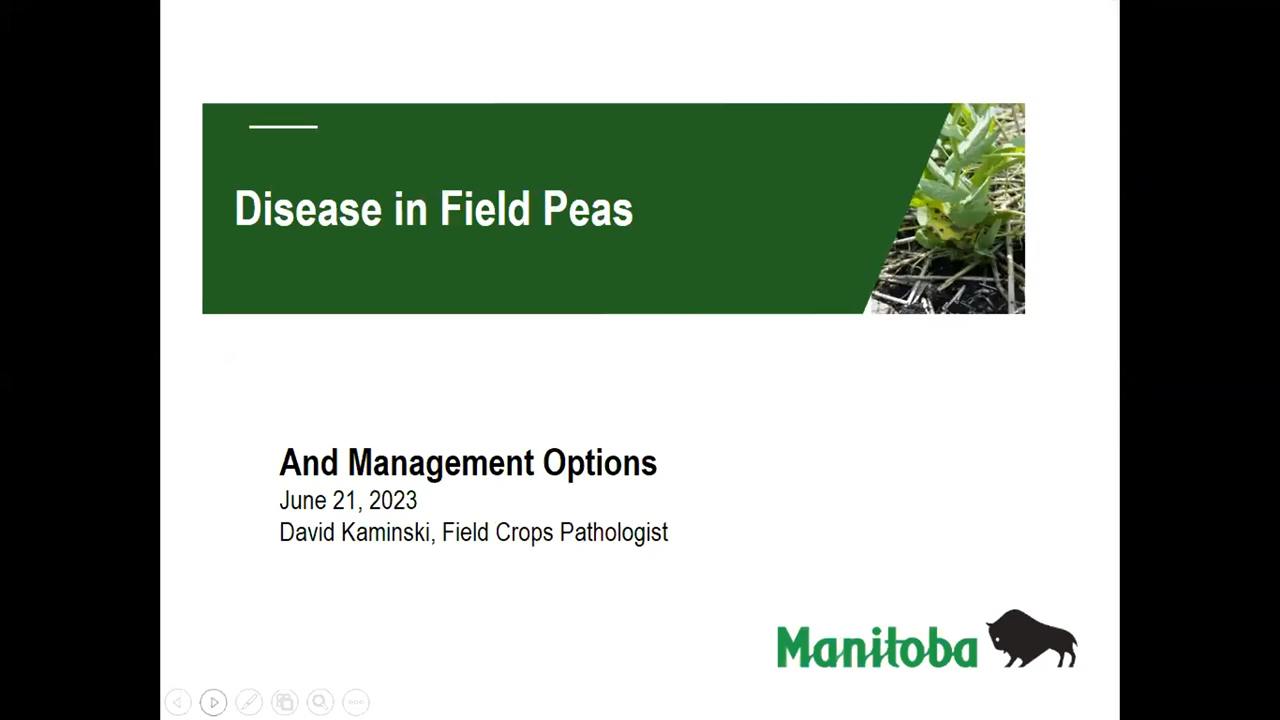 Disease in Field Peas
And Management Options
June 21, 2023
David Kaminski, Field Crops Pathologist
Manitoba